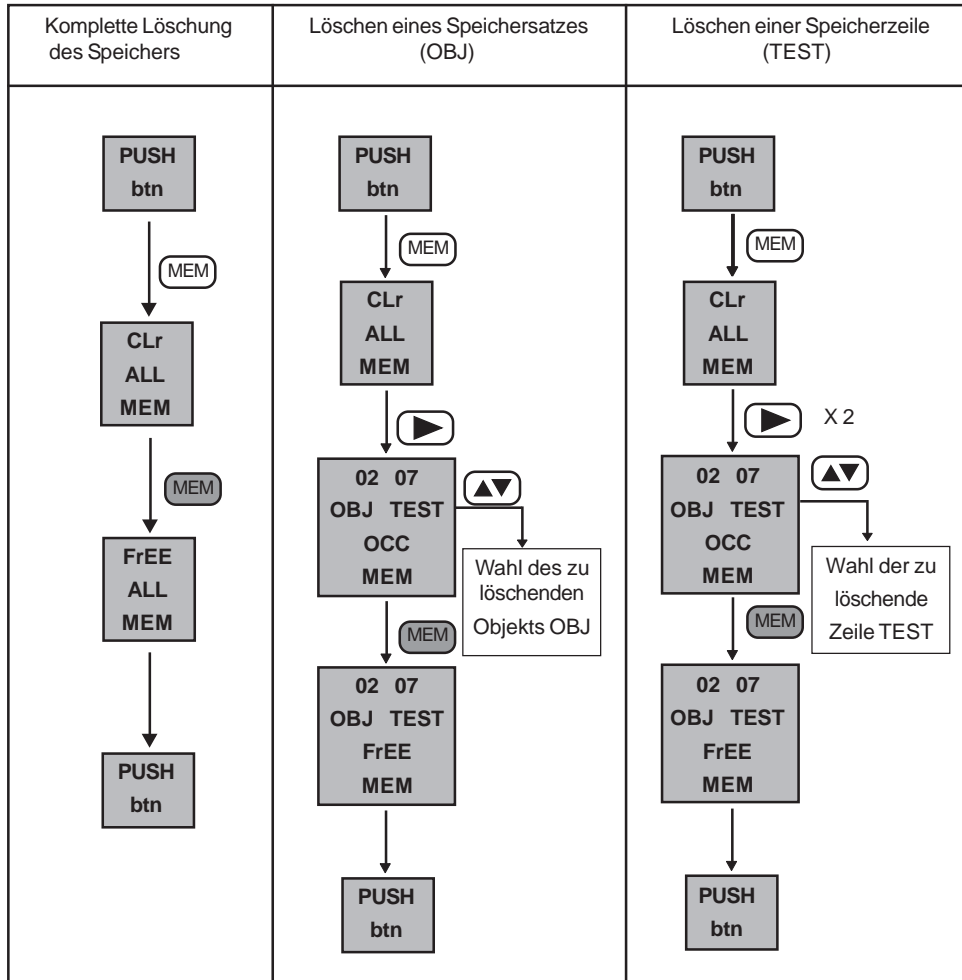 Komplette Löschung
des Speichers
PUSH
btn
MEM
CLr
ALL
MEM
MEM
FrEE
ALL
MEM
PUSH
btn
Löschen eines Speichersatzes
(OBJ)
PUSH
btn
MEM
CLr
ALL
MEM
02 07
OBJ TEST
OCC
MEM
Wahl des zu
löschenden
Objekts OBJ
MEM
02 07
OBJ TEST
FrEE
MEM
PUSH
btn
Löschen einer Speicherzeile
(TEST)
PUSH
btn
MEM
CLr
ALL
MEM
X 2
02 07
OBJ TEST
OCC
MEM
Wahl der zu
löschende
Zeile TEST
MEM
02 07
OBJ TEST
FrEE
MEM
PUSH
btn